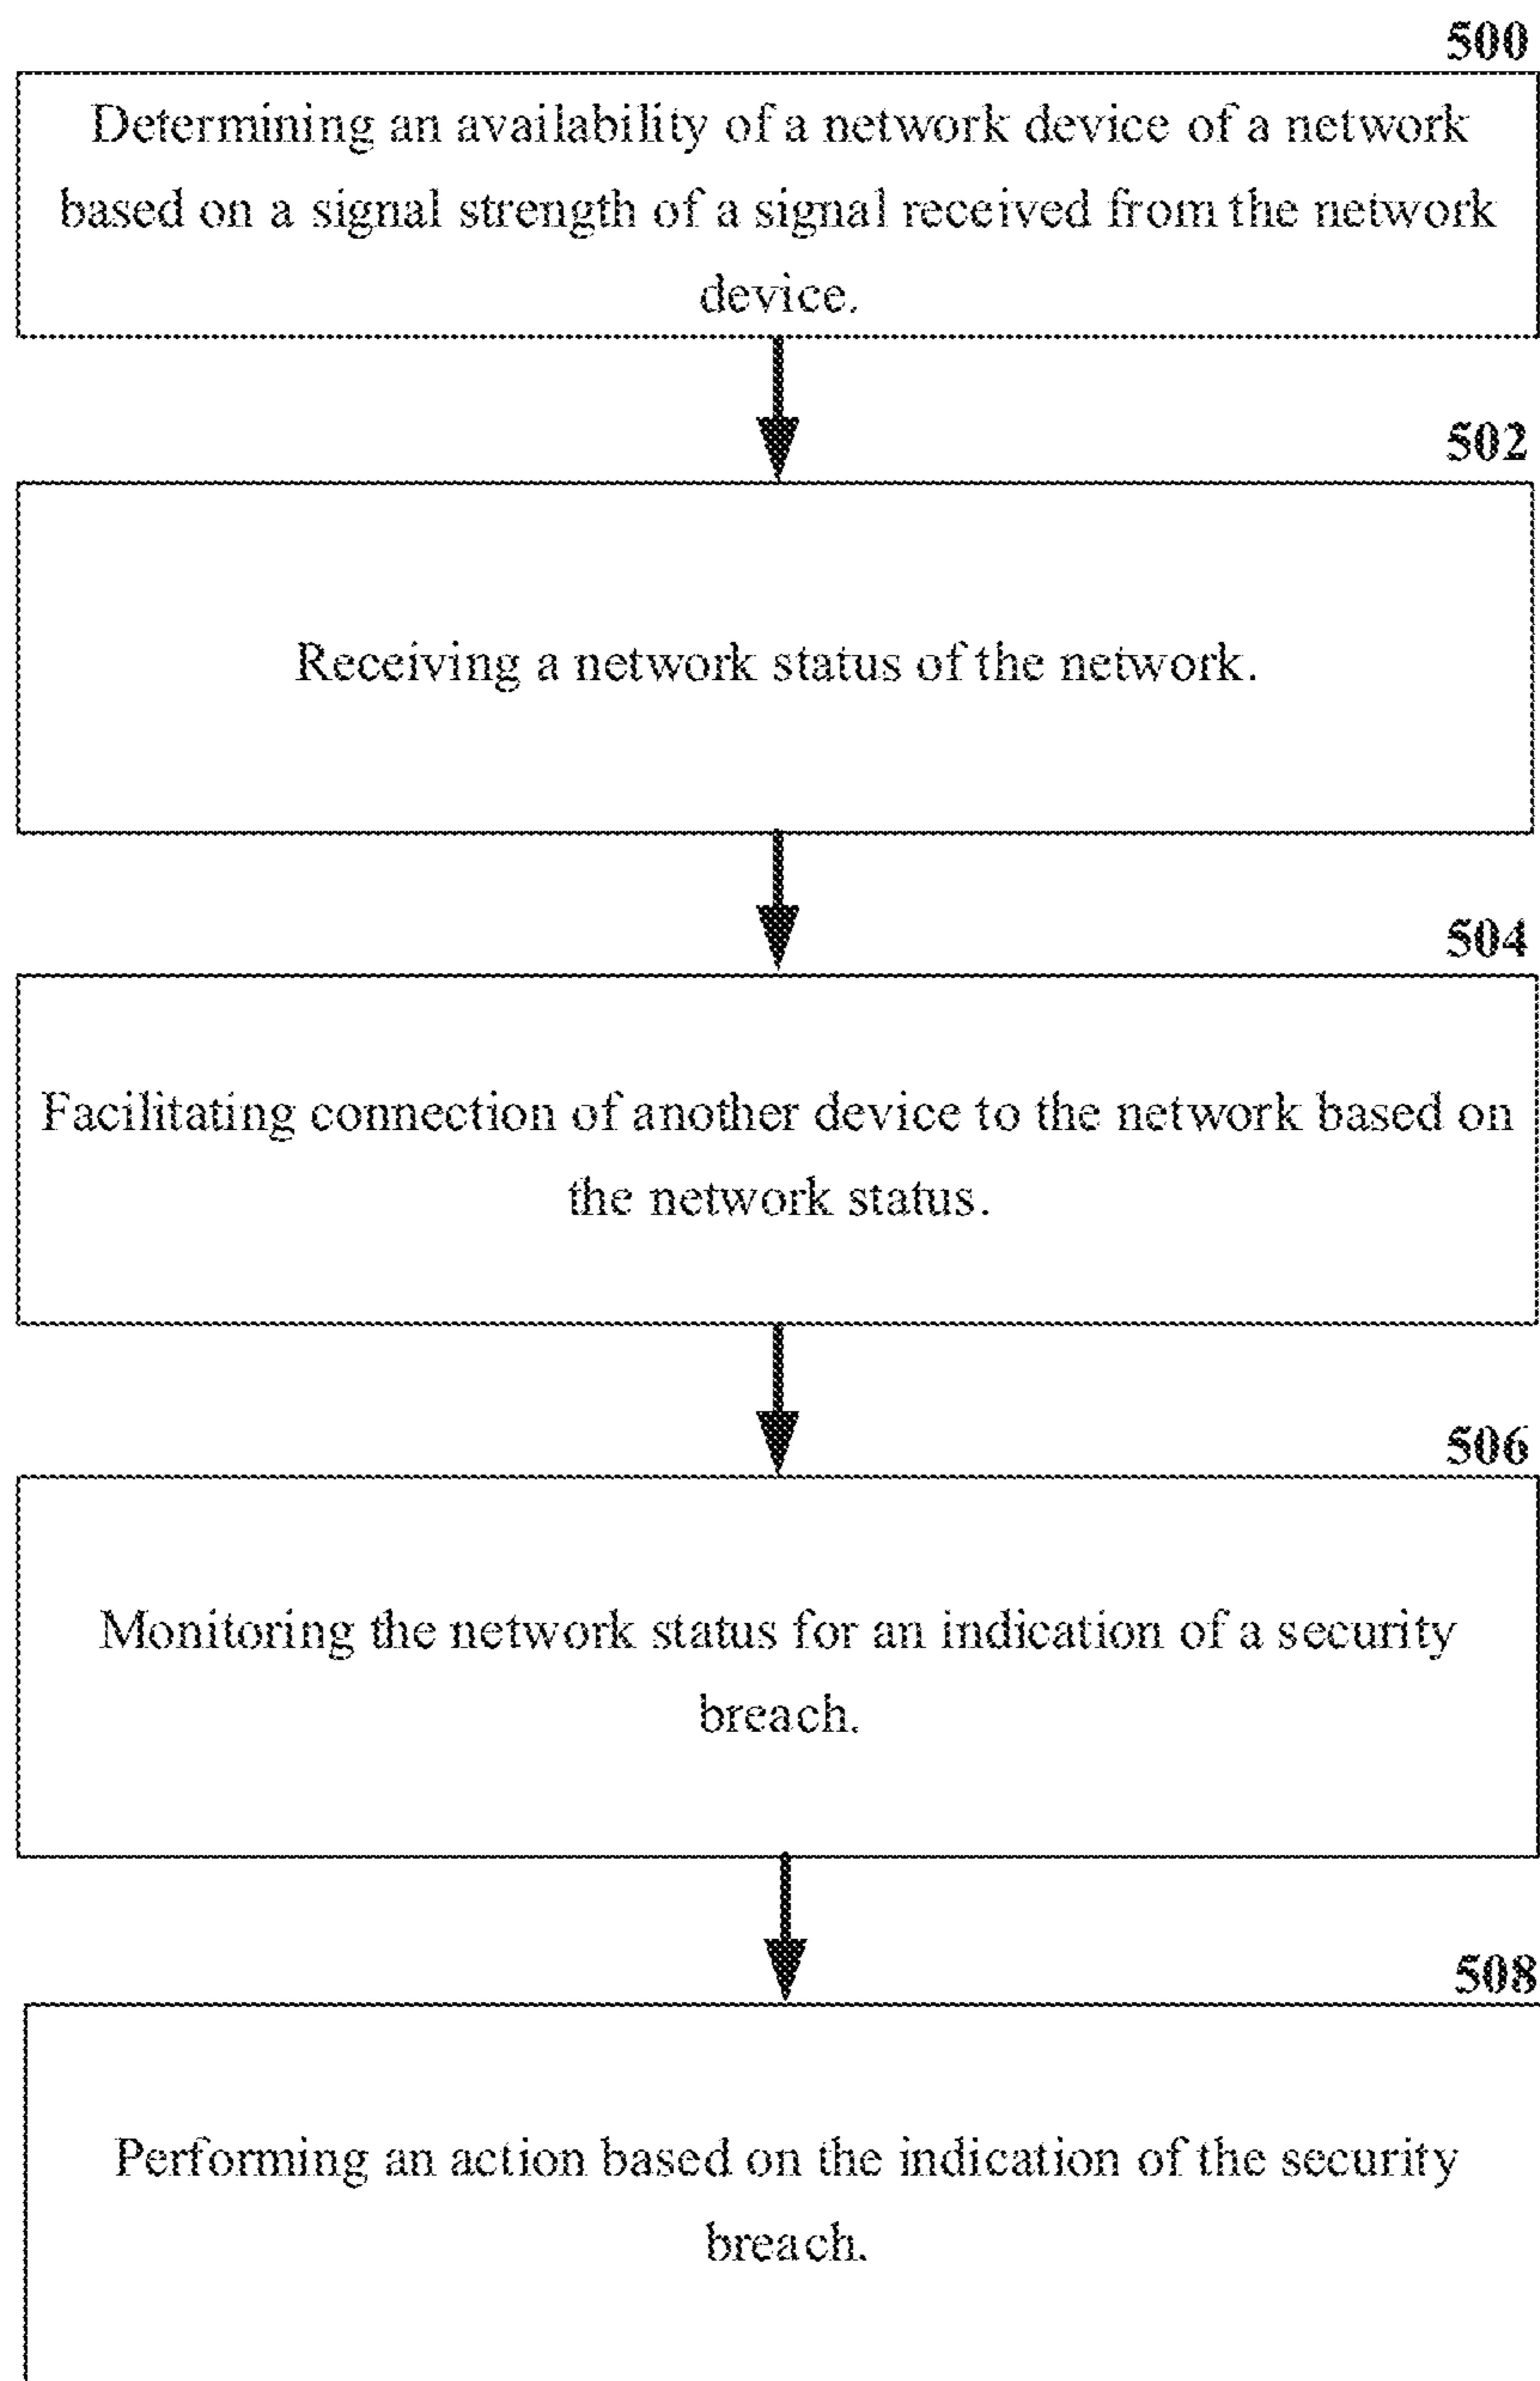 500
Determining an availability of a network device of a network
based on a signal strength of a signal received from the network
device.
502
Receiving a network status of the network.
504
Facilitating connection of another device to the network based on
the network status.
506
Monitoring the network status for an indication of a security
breach.
508
Performing an action based on the indication of the security
breach.